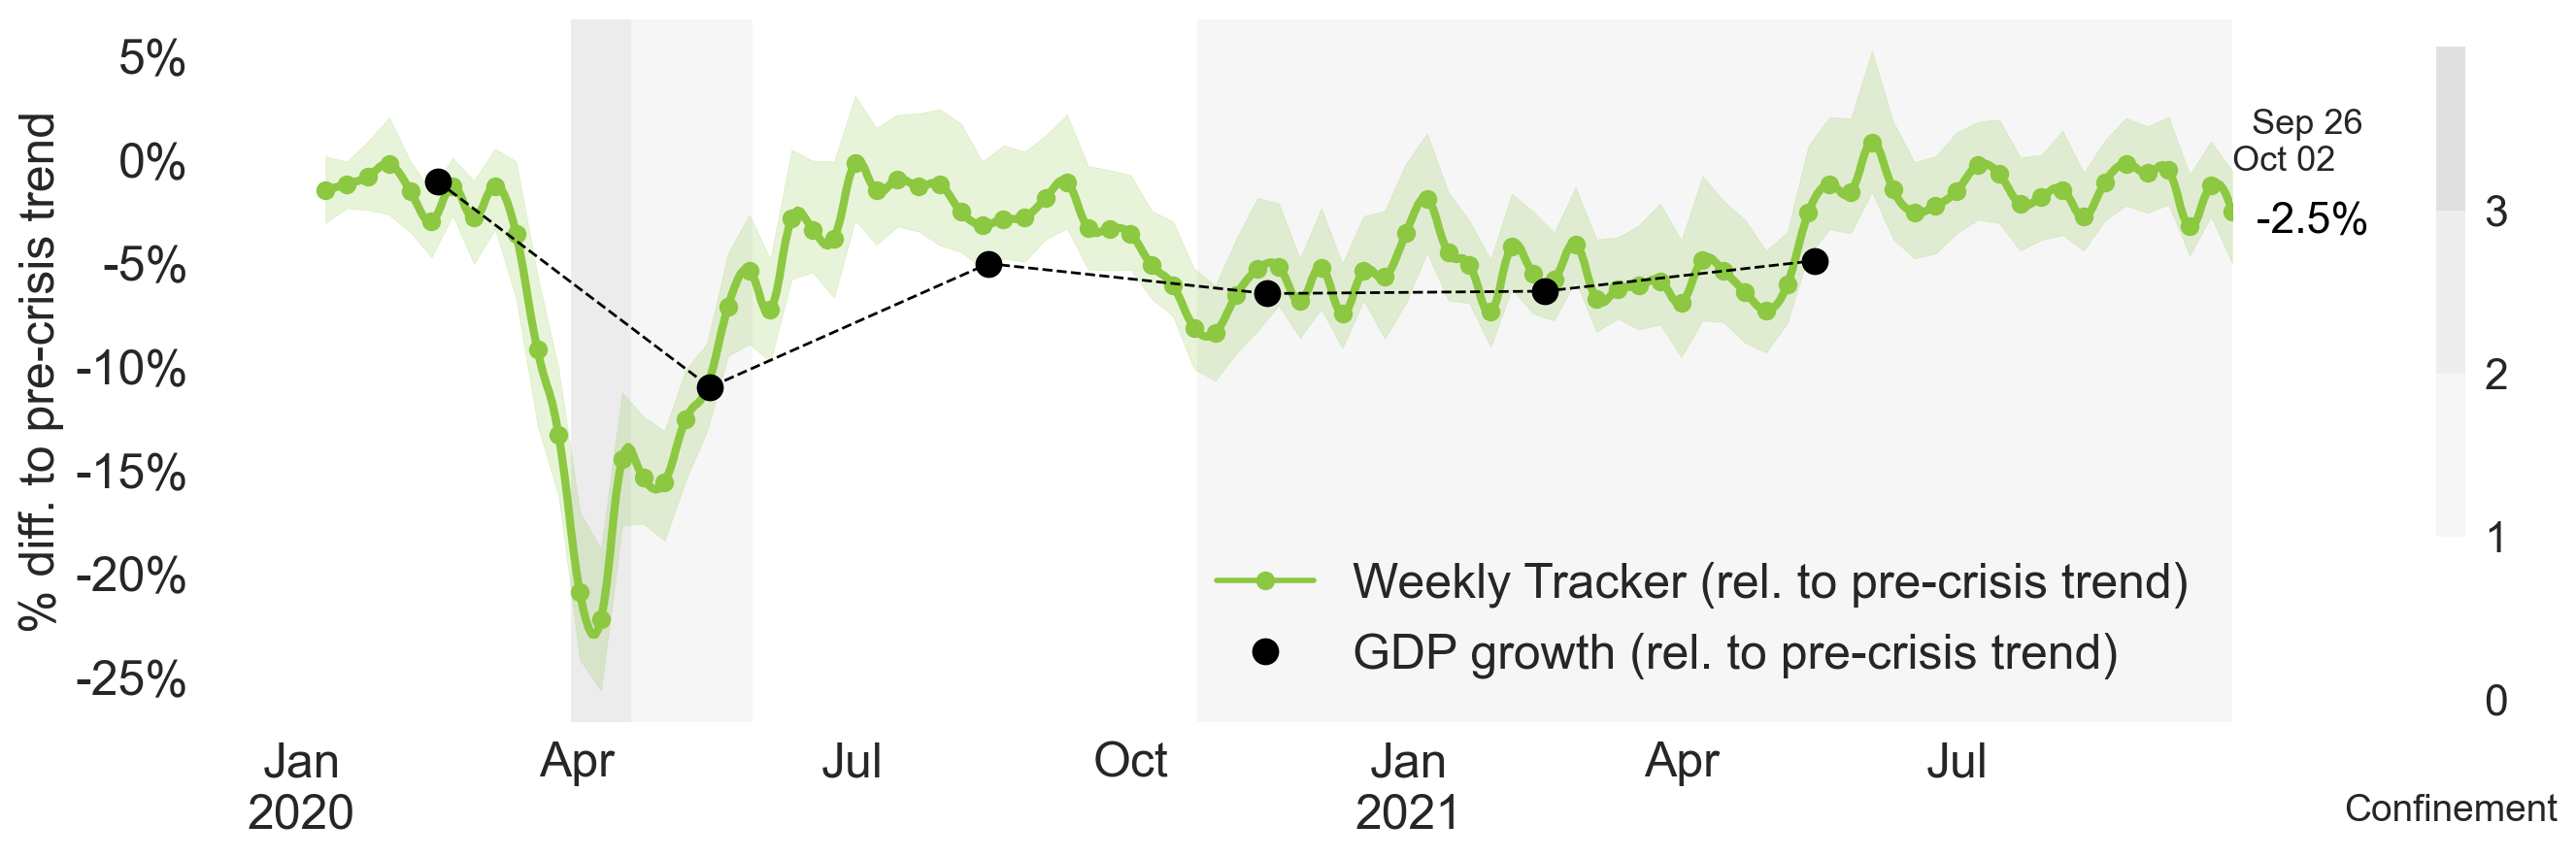 % diff. to pre-crisis trend
5%
0%
-5%
-10%
-15%
-20%
-25%
Jan
2020
Apr
Jul
Oct
Jan
2021
Apr
Jul
Weekly Tracker (rel. to pre-crisis trend)
GDP growth (rel. to pre-crisis trend)
Sep 26
Oct 02
-2.5%
3
2
1
0
Confinement